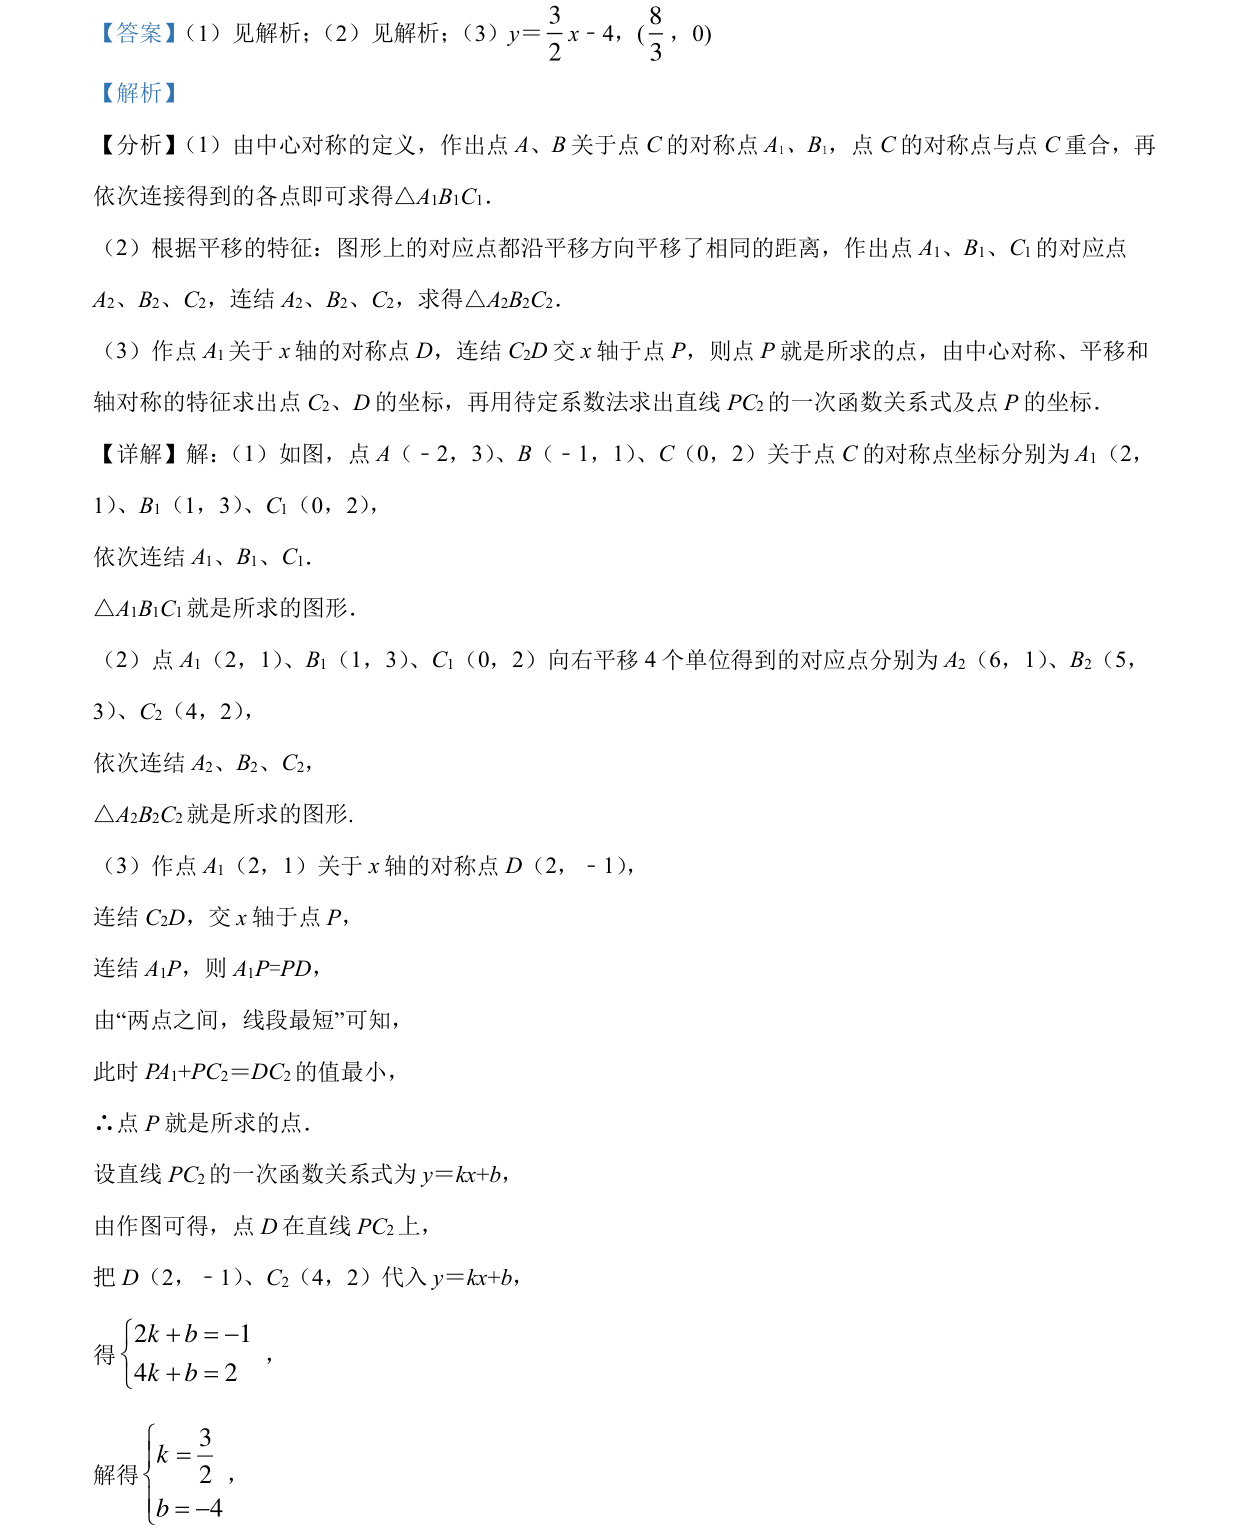 【答案】（1）见解析；（2）见解析；（3）y＝3/2 x﹣4，(8/3，0)
【解析】
【分析】（1）由中心对称的定义，作出点 A、B 关于点 C 的对称点 A₁、B₁，点 C 的对称点与点 C 重合，再
依次连接得到的各点即可求得△A₁B₁C₁．
（2）根据平移的特征：图形上的对应点都沿平移方向平移了相同的距离，作出点 A₁、B₁、C₁ 的对应点
A₂、B₂、C₂，连结 A₂、B₂、C₂，求得△A₂B₂C₂．
（3）作点 A₁ 关于 x 轴的对称点 D，连结 C₂D 交 x 轴于点 P，则点 P 就是所求的点，由中心对称、平移和
轴对称的特征求出点 C₂、D 的坐标，再用待定系数法求出直线 PC₂ 的一次函数关系式及点 P 的坐标．
【详解】解：（1）如图，点 A（﹣2，3）、B（﹣1，1）、C（0，2）关于点 C 的对称点坐标分别为 A₁（2，
1）、B₁（1，3）、C₁（0，2），
依次连结 A₁、B₁、C₁．
△A₁B₁C₁ 就是所求的图形．
（2）点 A₁（2，1）、B₁（1，3）、C₁（0，2）向右平移 4 个单位得到的对应点分别为 A₂（6，1）、B₂（5，
3）、C₂（4，2），
依次连结 A₂、B₂、C₂，
△A₂B₂C₂ 就是所求的图形.
（3）作点 A₁（2，1）关于 x 轴的对称点 D（2，﹣1），
连结 C₂D，交 x 轴于点 P，
连结 A₁P，则 A₁P=PD，
由“两点之间，线段最短”可知，
此时 PA₁+PC₂＝DC₂ 的值最小，
∴点 P 就是所求的点．
设直线 PC₂ 的一次函数关系式为 y＝kx+b，
由作图可得，点 D 在直线 PC₂ 上，
把 D（2，﹣1）、C₂（4，2）代入 y＝kx+b，
得 { 2k + b = −1
4k + b = 2 ，
解得 { k = 3/2 ，
b = −4